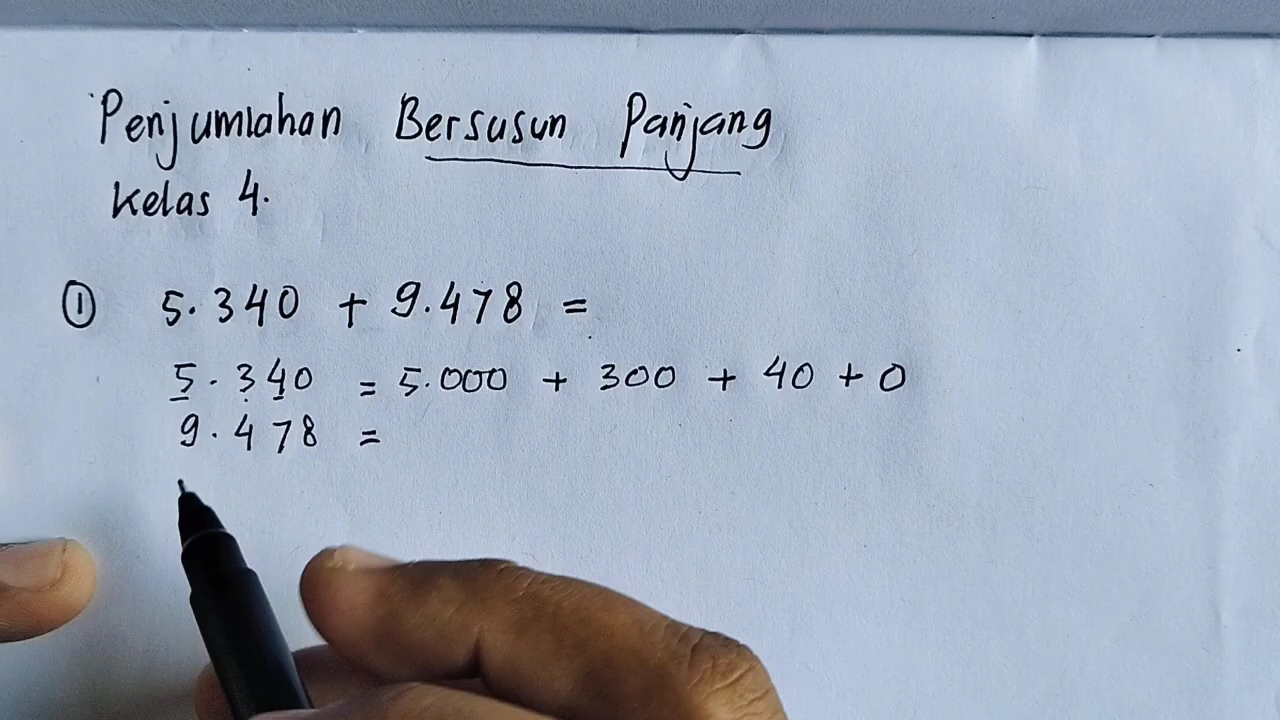 Penjumlahan Bersusun Panjang
Kelas 4.
① 5.340 + 9.478 =
5.340 = 5.000 + 300 + 40 + 0
9.478 =